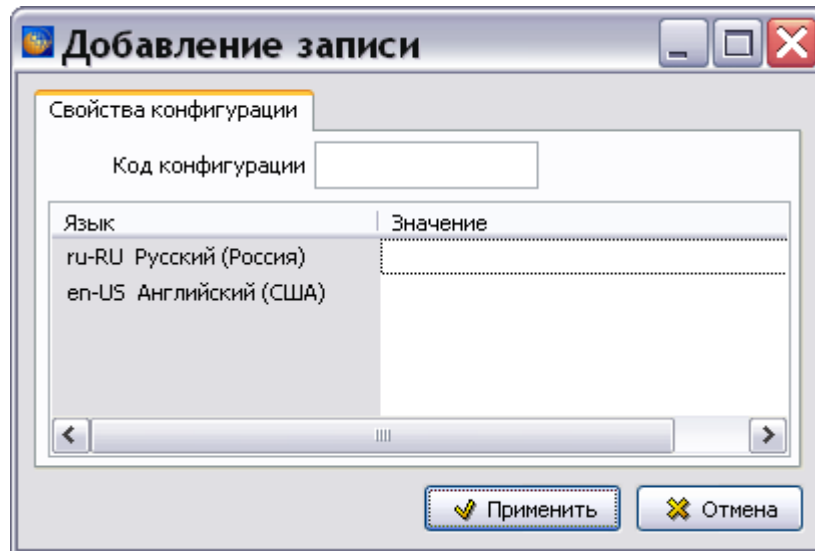 Добавление записи
Свойства конфигурации
Код конфигурации
Язык Значение
ru-RU Русский (Россия)
en-US Английский (США)
Применить Отмена